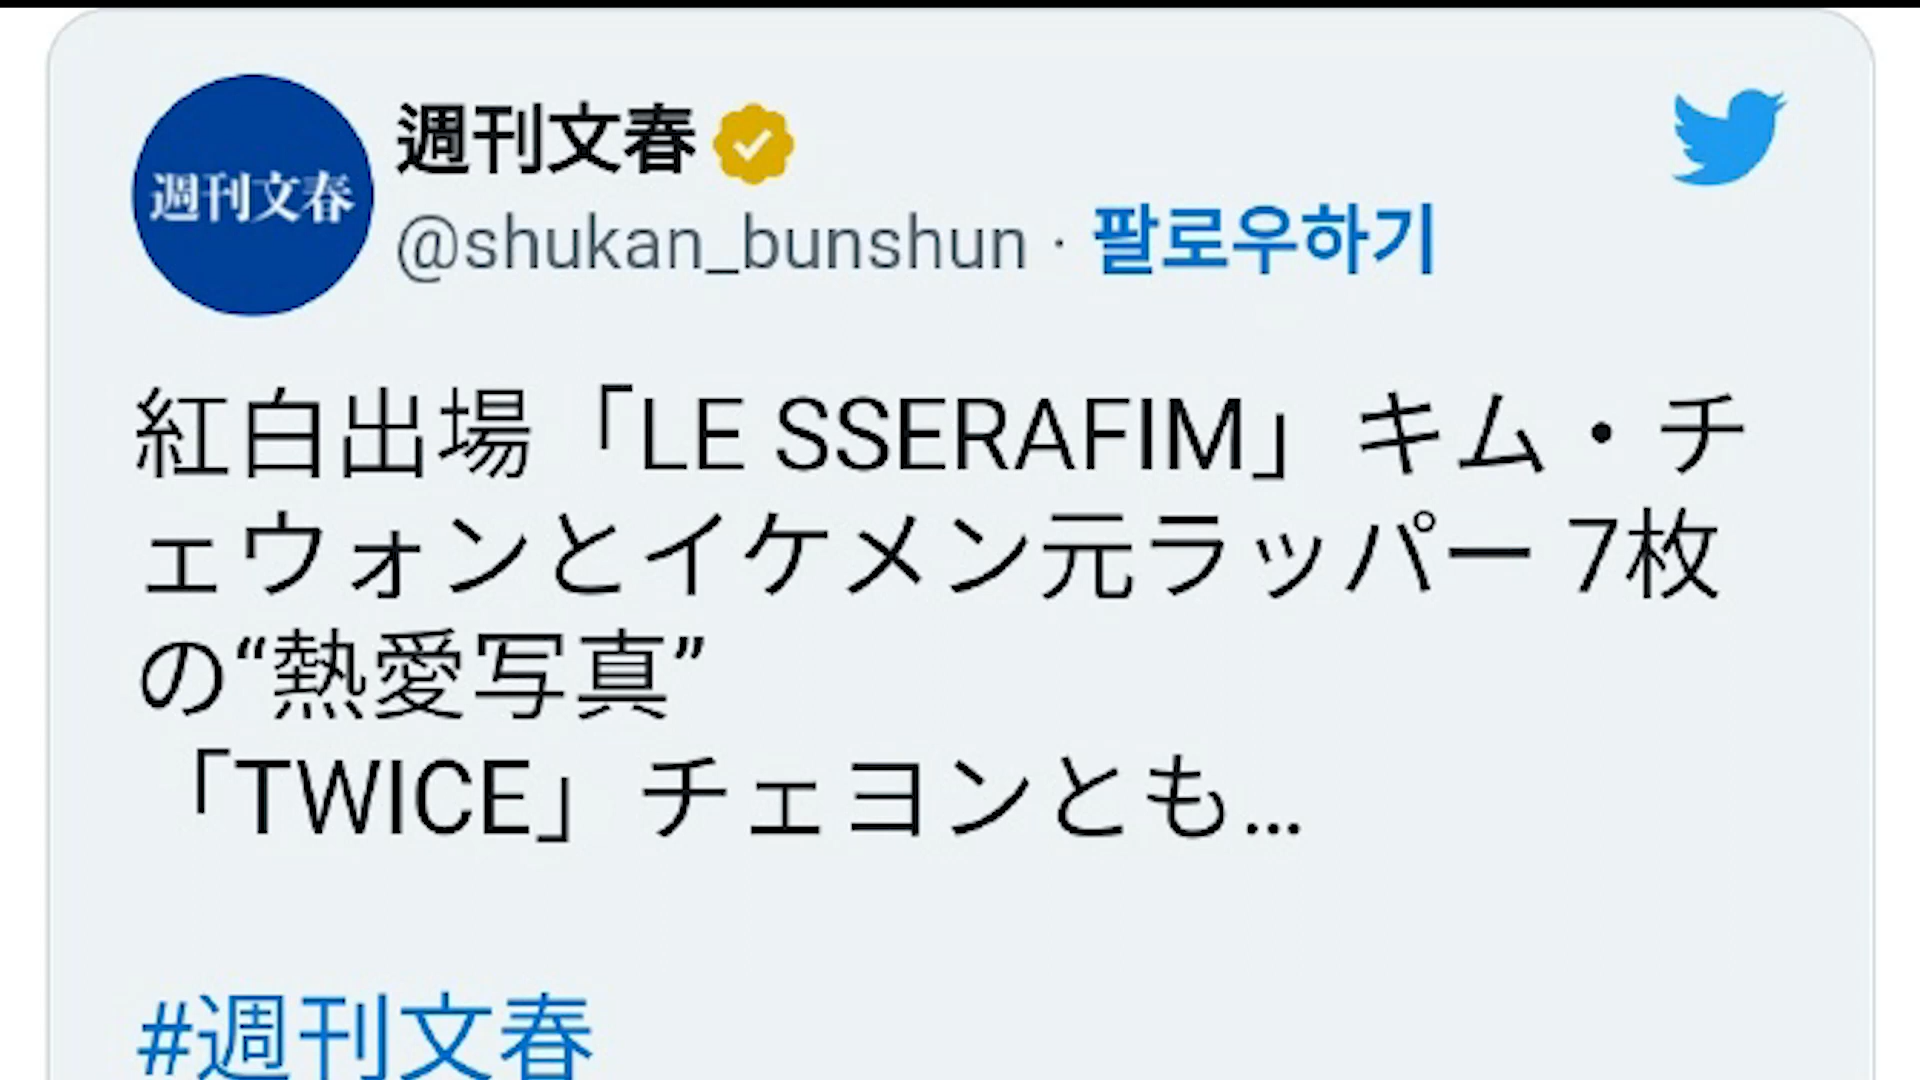 週刊文春
週刊文春
@shukan_bunshun · 팔로우하기
紅白出場「LE SSERAFIM」キム・チ
ェウォンとイケメン元ラッパー 7枚
の“熱愛写真”
「TWICE」チェヨンとも…
#週刊文春